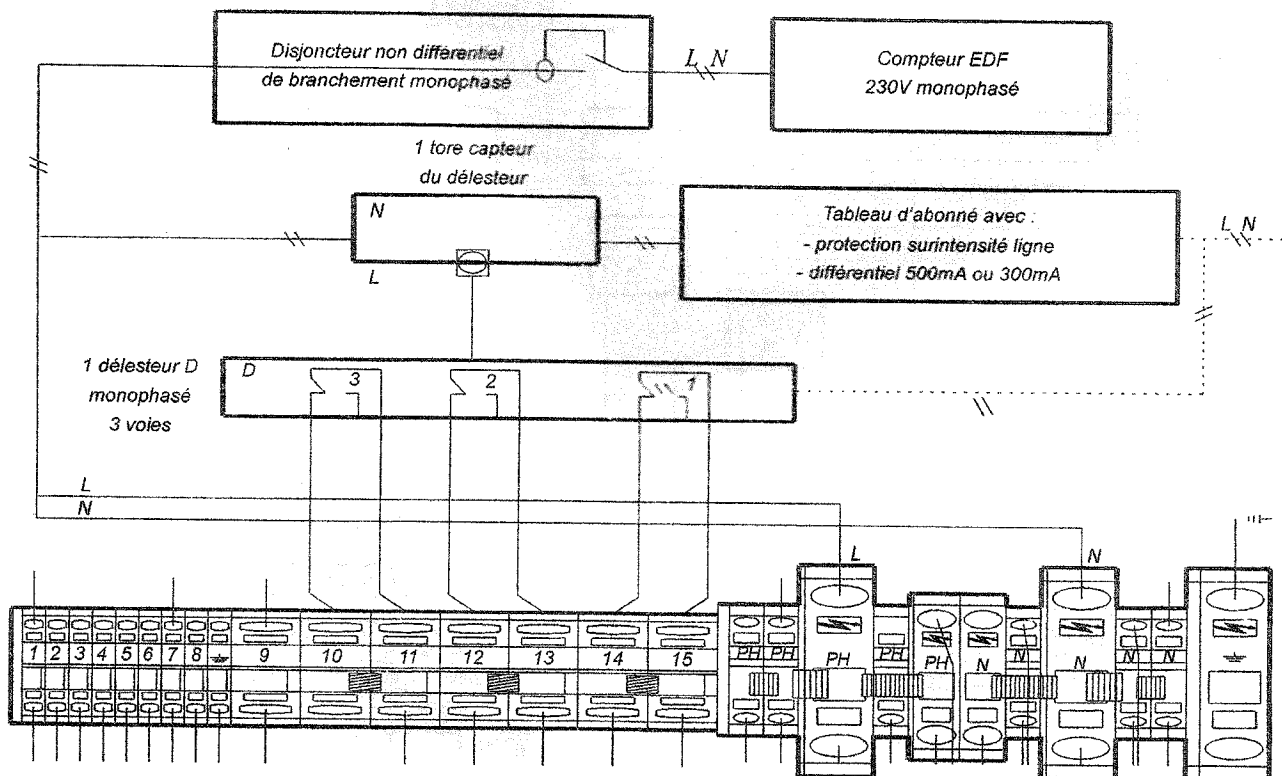 Disjoncteur non différentiel
de branchement monophasé
L N
Compteur EDF
230V monophasé
1 tore capteur
du délesteur
N
L
Tableau d'abonné avec :
- protection surintensité ligne
- différentiel 500mA ou 300mA
L N
1 délesteur D
monophasé
3 voies
D
3
2
1
L
N
L
N
1 2 3 4 5 6 7 8 9 10 11 12 13 14 15 PH PH PH PH PH N N N N N